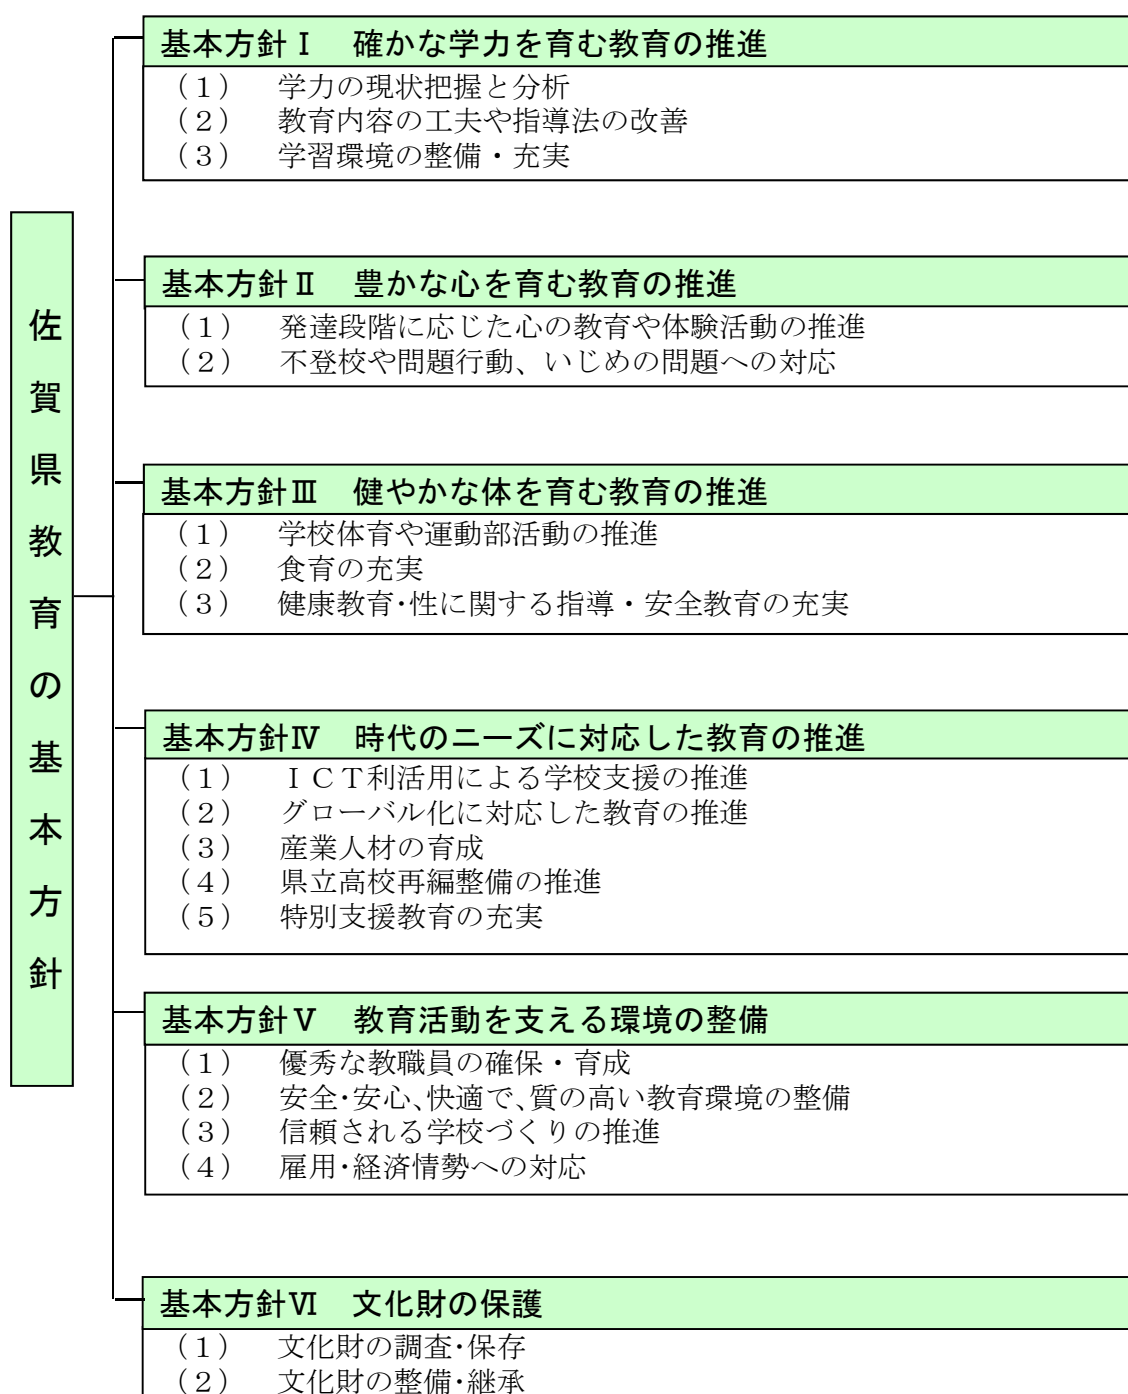 佐賀県教育の基本方針
基本方針Ⅰ　確かな学力を育む教育の推進
（１）　学力の現状把握と分析
（２）　教育内容の工夫や指導法の改善
（３）　学習環境の整備・充実
基本方針Ⅱ　豊かな心を育む教育の推進
（１）　発達段階に応じた心の教育や体験活動の推進
（２）　不登校や問題行動、いじめの問題への対応
基本方針Ⅲ　健やかな体を育む教育の推進
（１）　学校体育や運動部活動の推進
（２）　食育の充実
（３）　健康教育･性に関する指導・安全教育の充実
基本方針Ⅳ　時代のニーズに対応した教育の推進
（１）　ＩＣＴ利活用による学校支援の推進
（２）　グローバル化に対応した教育の推進
（３）　産業人材の育成
（４）　県立高校再編整備の推進
（５）　特別支援教育の充実
基本方針Ⅴ　教育活動を支える環境の整備
（１）　優秀な教職員の確保・育成
（２）　安全･安心､快適で､質の高い教育環境の整備
（３）　信頼される学校づくりの推進
（４）　雇用･経済情勢への対応
基本方針Ⅵ　文化財の保護
（１）　文化財の調査･保存
（２）　文化財の整備･継承